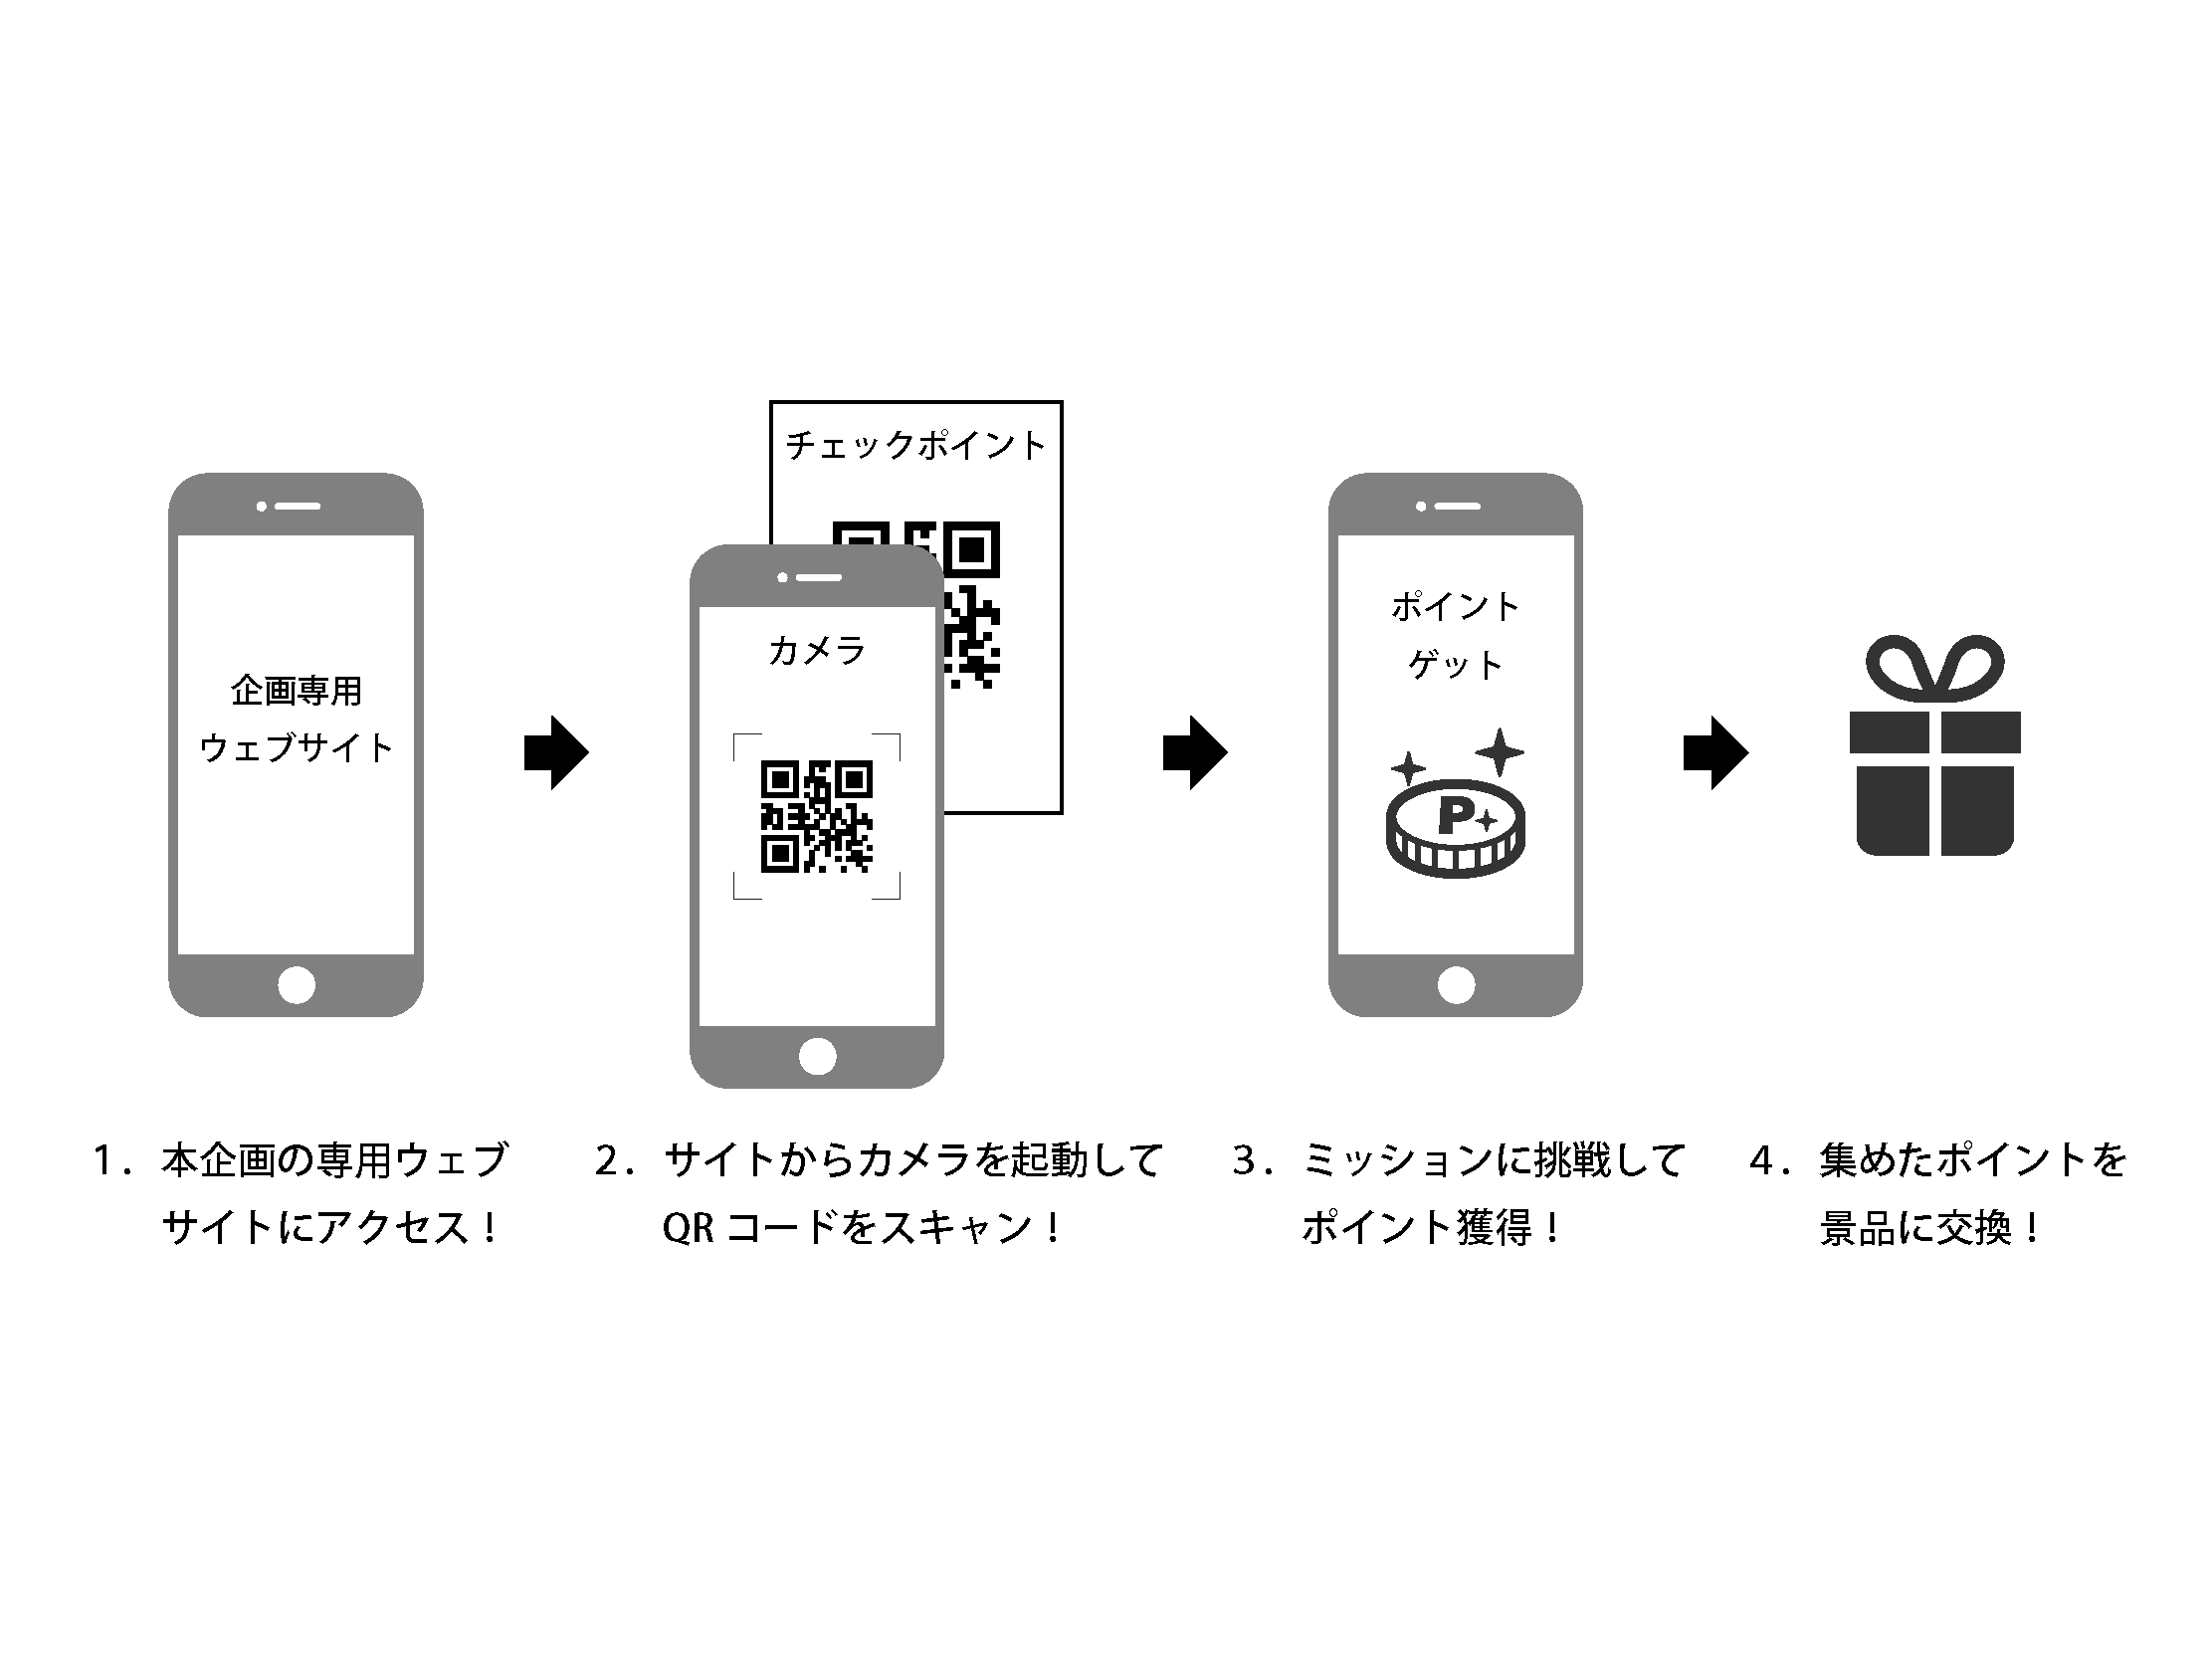 チェックポイント
企画専用
ウェブサイト
カメラ
ポイント
ゲット
P
1. 本企画の専用ウェブ
サイトにアクセス！
2. サイトからカメラを起動して
QR コードをスキャン！
3. ミッションに挑戦して
ポイント獲得！
4. 集めたポイントを
景品に交換！